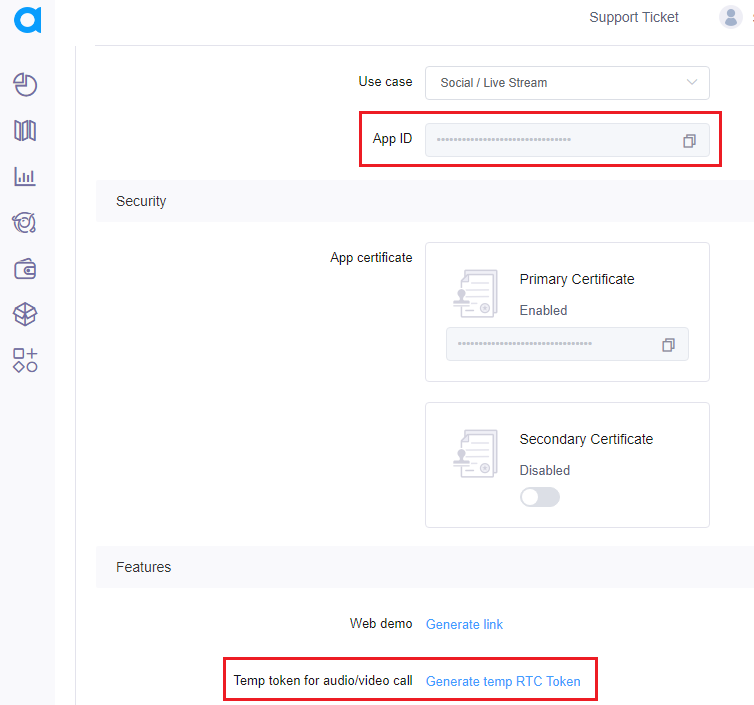 Support Ticket
Use case
Social / Live Stream
App ID
Security
App certificate
Primary Certificate
Enabled
Secondary Certificate
Disabled
Features
Web demo
Generate link
Temp token for audio/video call
Generate temp RTC Token